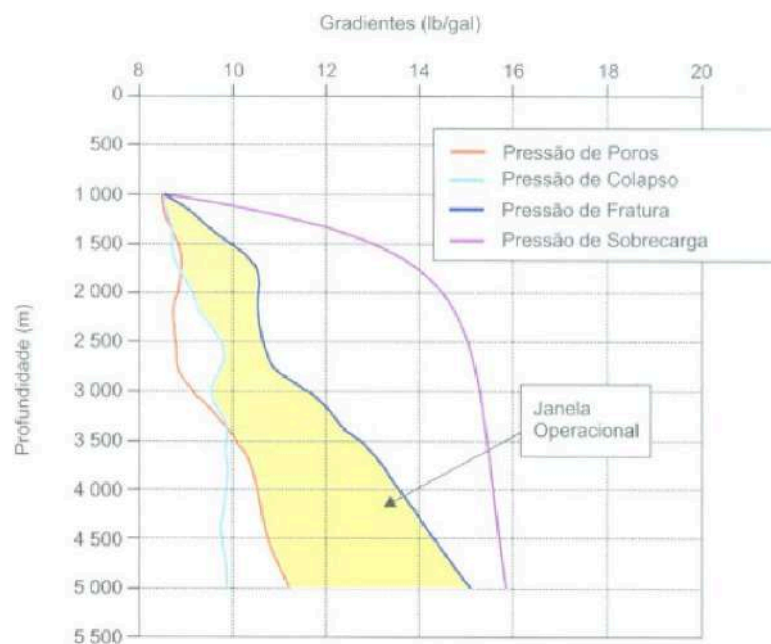 Gradientes (lb/gal)
8 10 12 14 16 18 20
0
500
1 000
1 500
2 000
2 500
3 000
3 500
4 000
4 500
5 000
5 500
Profundidade (m)
Pressão de Poros
Pressão de Colapso
Pressão de Fratura
Pressão de Sobrecarga
Janela
Operacional